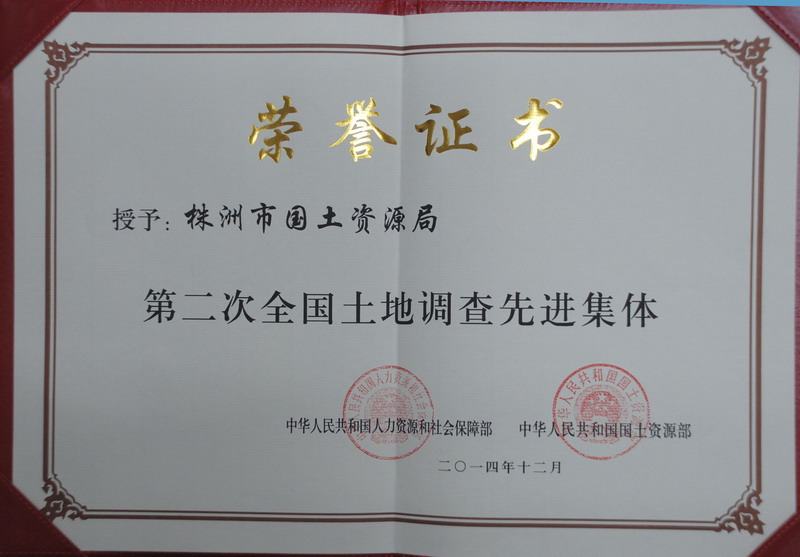 荣誉证书
授予：株洲市国土资源局
第二次全国土地调查先进集体
中华人民共和国人力资源和社会保障部 中华人民共和国国土资源部
二〇一四年十二月